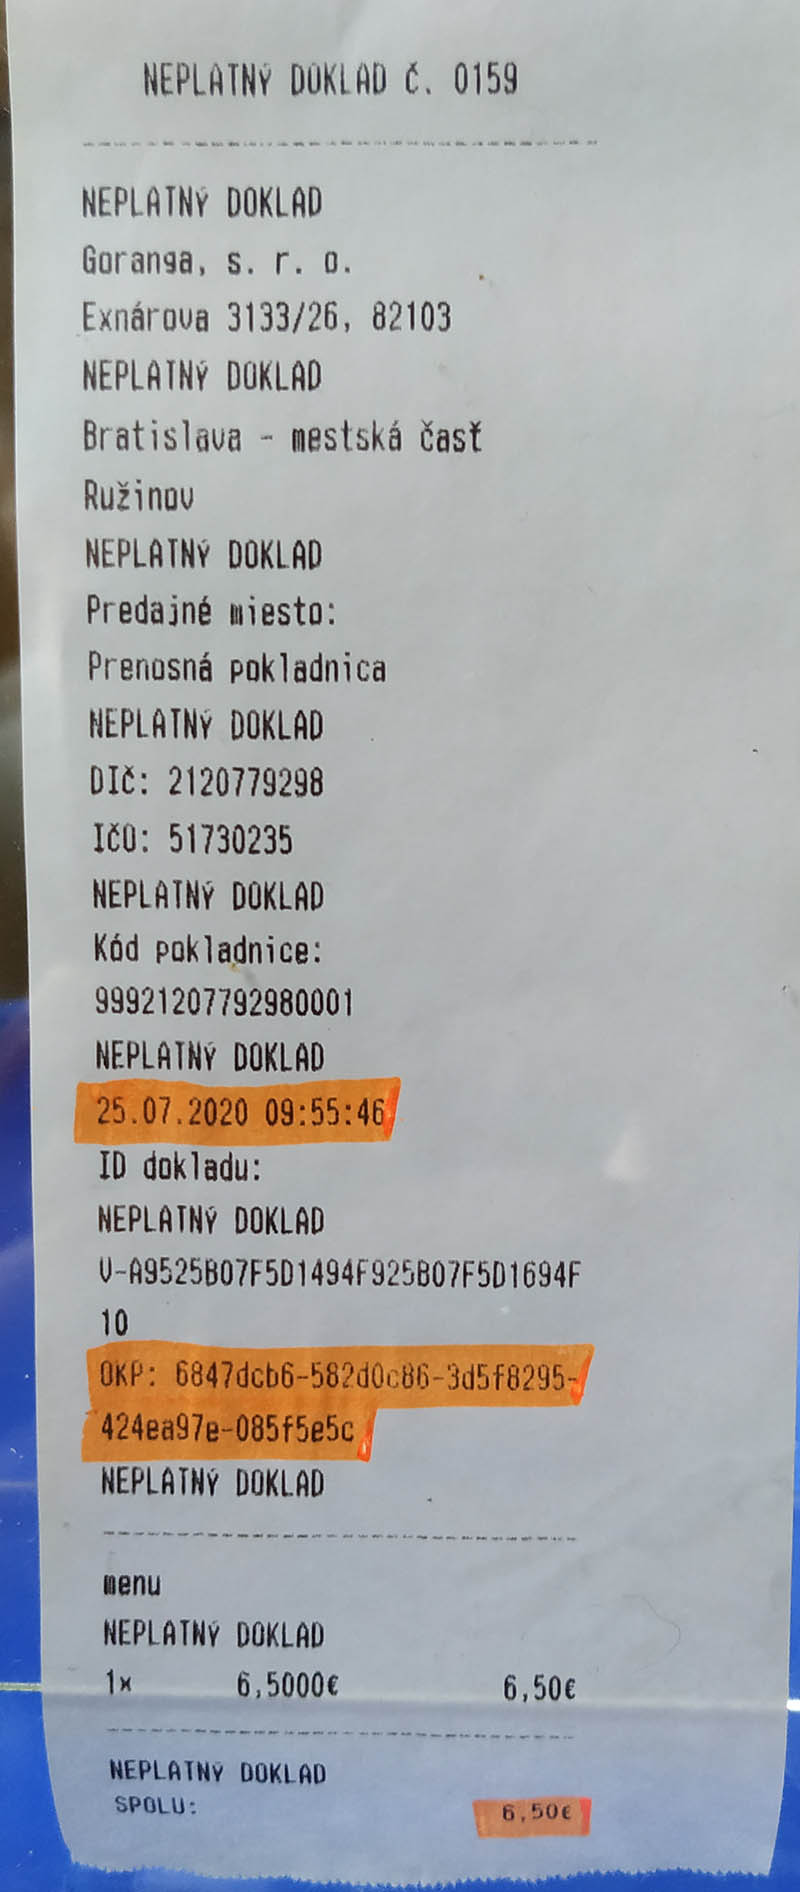 NEPLATNÝ DOKLAD Č. 0159
NEPLATNÝ DOKLAD
Goranga, s. r. o.
Exnárova 3133/26, 82103
NEPLATNÝ DOKLAD
Bratislava - mestská časť
Ružinov
NEPLATNÝ DOKLAD
Predajné miesto:
Prenosná pokladnica
NEPLATNÝ DOKLAD
DIČ: 2120779298
IČO: 51730235
NEPLATNÝ DOKLAD
Kód pokladnice:
99921207792980001
NEPLATNÝ DOKLAD
25.07.2020 09:55:46
ID dokladu:
NEPLATNÝ DOKLAD
V-A9525B07F5D1494F925B07F5D1694F
10
OKP: 6847dcb6-582d0c86-3d5f8295-
424ea97e-085f5e5c
NEPLATNÝ DOKLAD
menu
NEPLATNÝ DOKLAD
1x 6,5000€ 6,50€
NEPLATNÝ DOKLAD
SPOLU: 6,50€